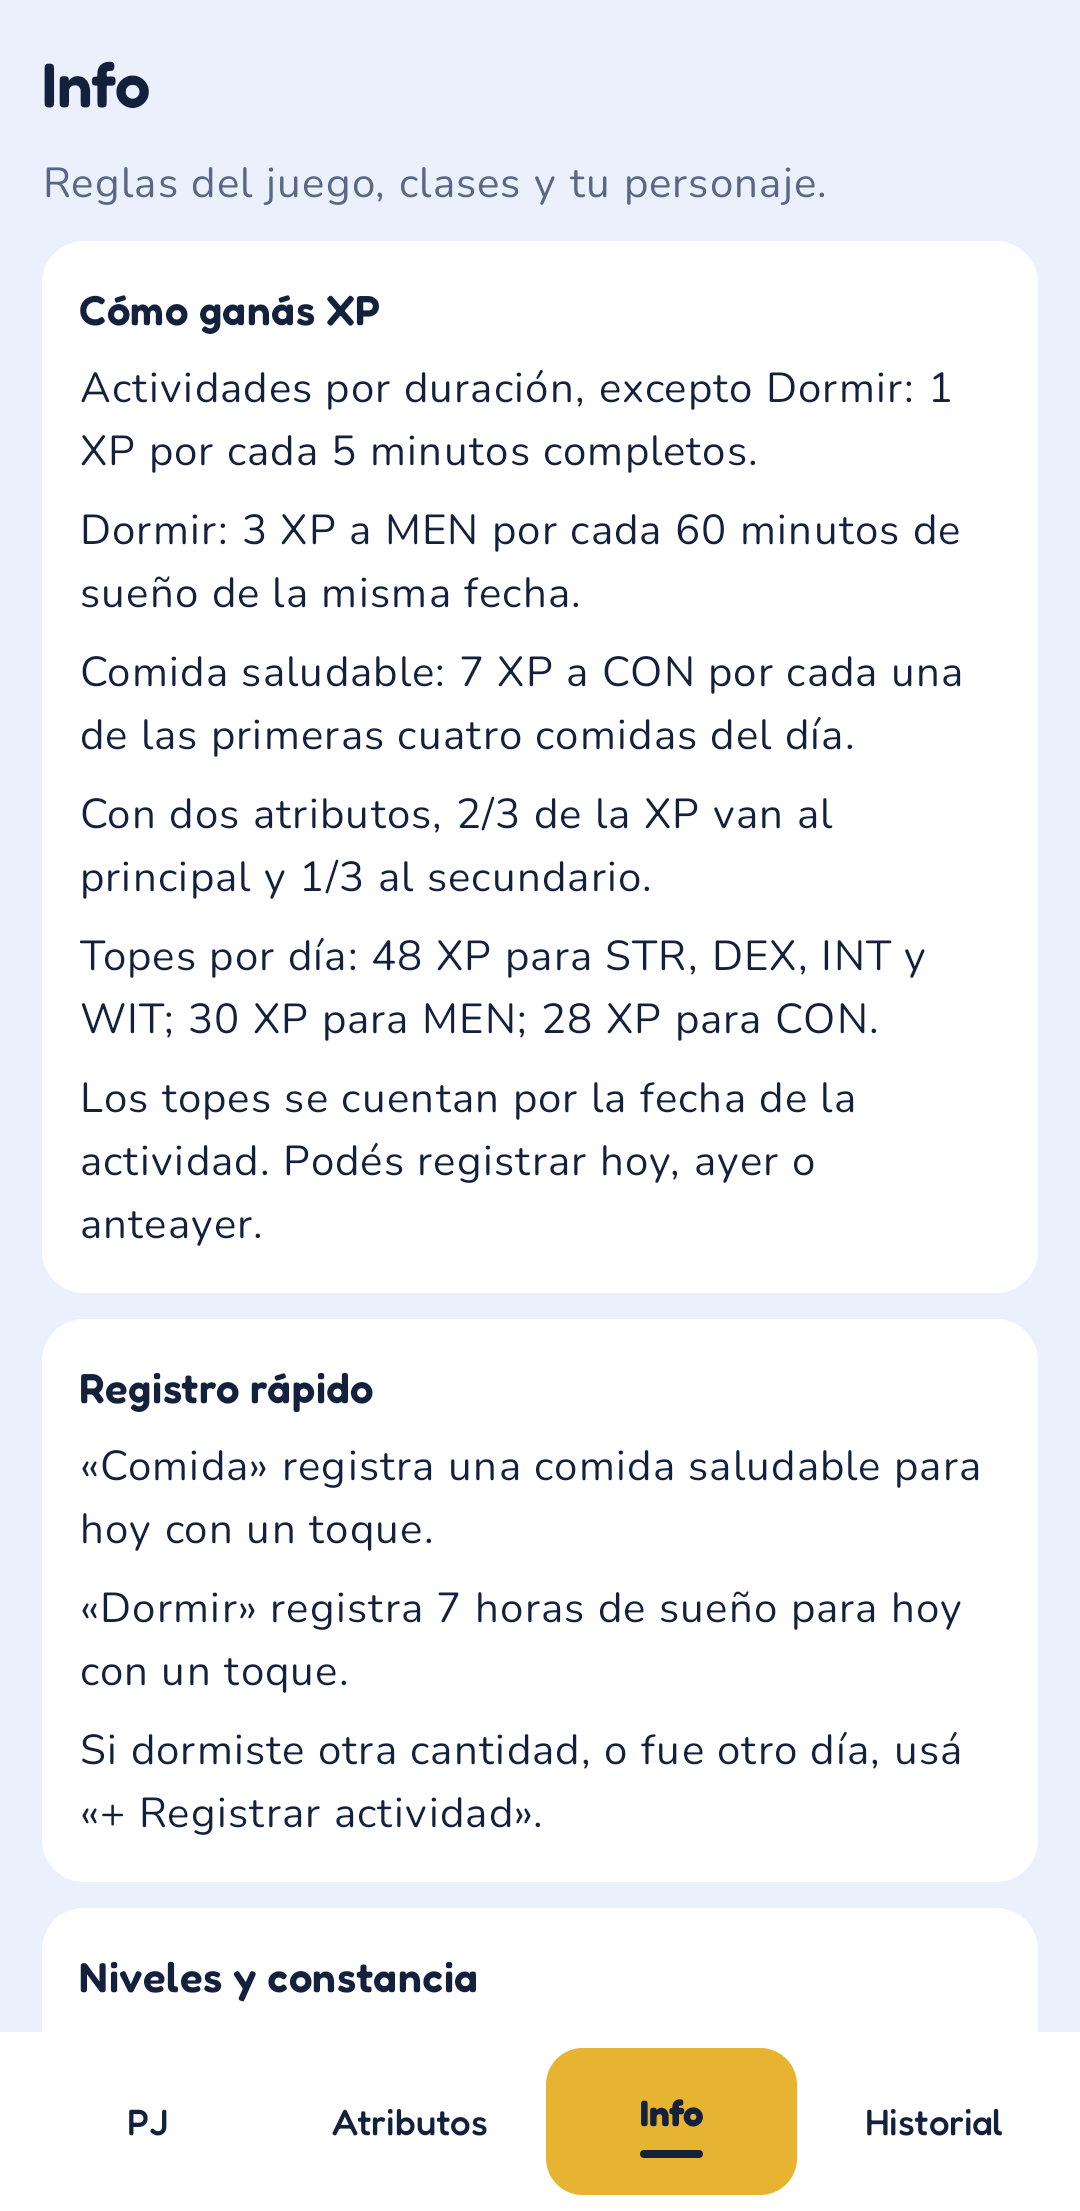 Info
Reglas del juego, clases y tu personaje.
Cómo ganás XP
Actividades por duración, excepto Dormir: 1
XP por cada 5 minutos completos.
Dormir: 3 XP a MEN por cada 60 minutos de
sueño de la misma fecha.
Comida saludable: 7 XP a CON por cada una
de las primeras cuatro comidas del día.
Con dos atributos, 2/3 de la XP van al
principal y 1/3 al secundario.
Topes por día: 48 XP para STR, DEX, INT y
WIT; 30 XP para MEN; 28 XP para CON.
Los topes se cuentan por la fecha de la
actividad. Podés registrar hoy, ayer o
anteayer.
Registro rápido
«Comida» registra una comida saludable para
hoy con un toque.
«Dormir» registra 7 horas de sueño para hoy
con un toque.
Si dormiste otra cantidad, o fue otro día, usá
«+ Registrar actividad».
Niveles y constancia
PJ
Atributos
Info
Historial